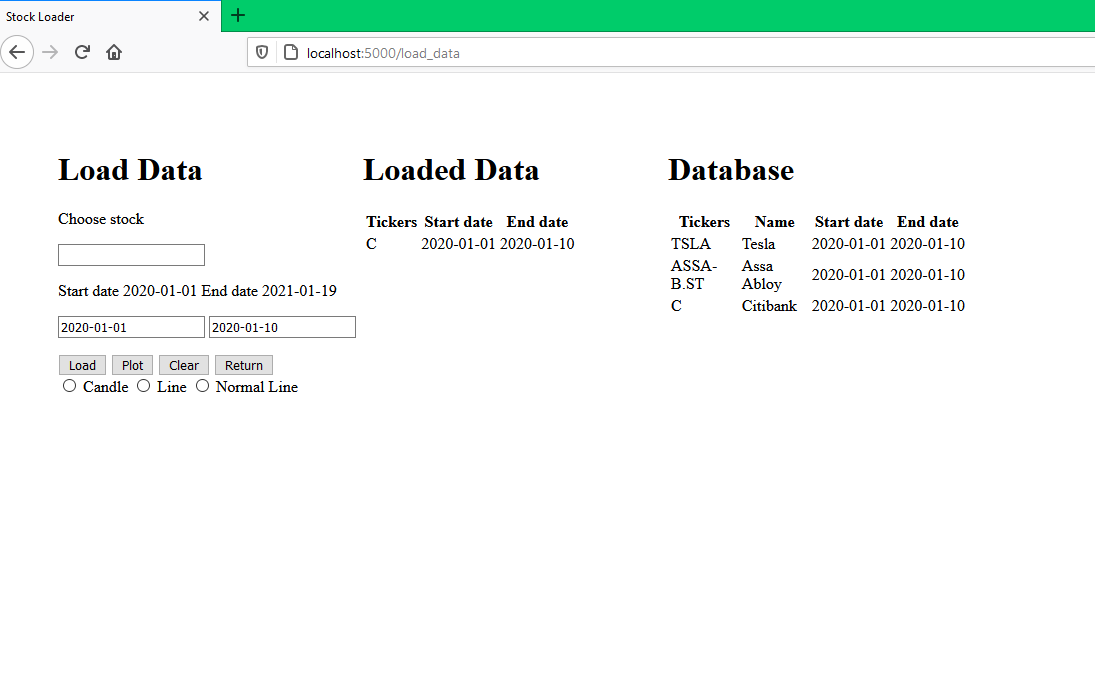 Stock Loader
localhost:5000/load_data
Load Data
Choose stock
Start date 2020-01-01 End date 2021-01-19
2020-01-01 2020-01-10
Load Plot Clear Return
Candle Line Normal Line
Loaded Data
Tickers Start date End date
C 2020-01-01 2020-01-10
Database
Tickers Name Start date End date
TSLA Tesla 2020-01-01 2020-01-10
ASSA- Assa
B.ST Abloy 2020-01-01 2020-01-10
C Citibank 2020-01-01 2020-01-10